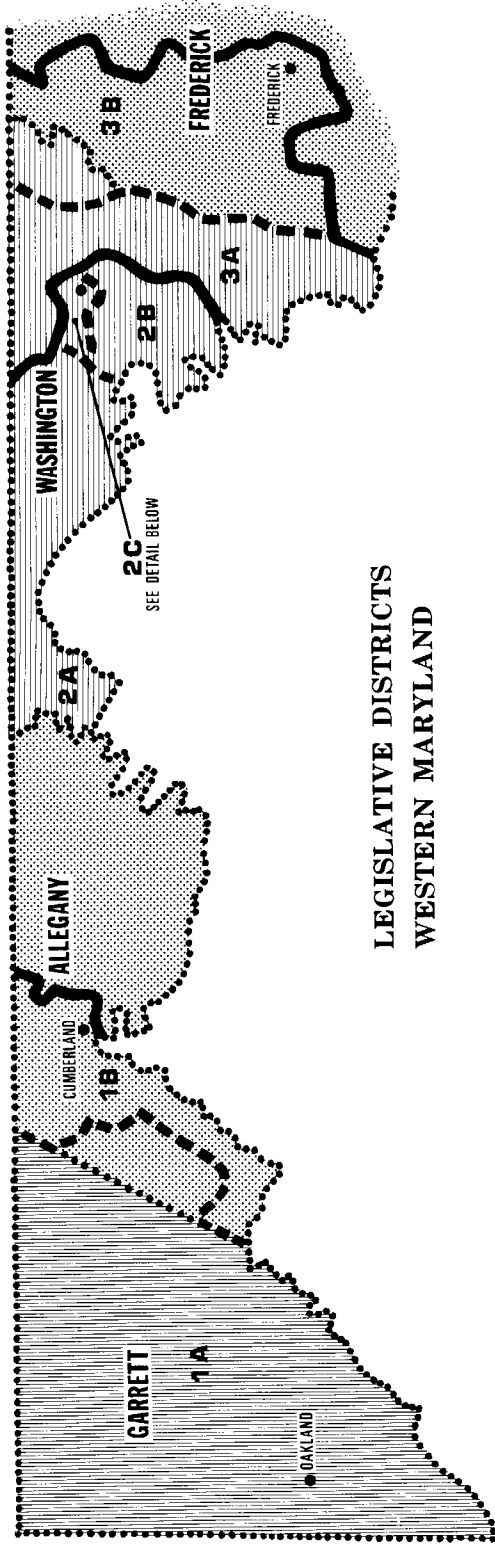 GARRETT
1A
OAKLAND
CUMBERLAND
1B
ALLEGANY
2A
WASHINGTON
2C
SEE DETAIL BELOW
2B
3A
3B
FREDERICK
FREDERICK
LEGISLATIVE DISTRICTS
WESTERN MARYLAND